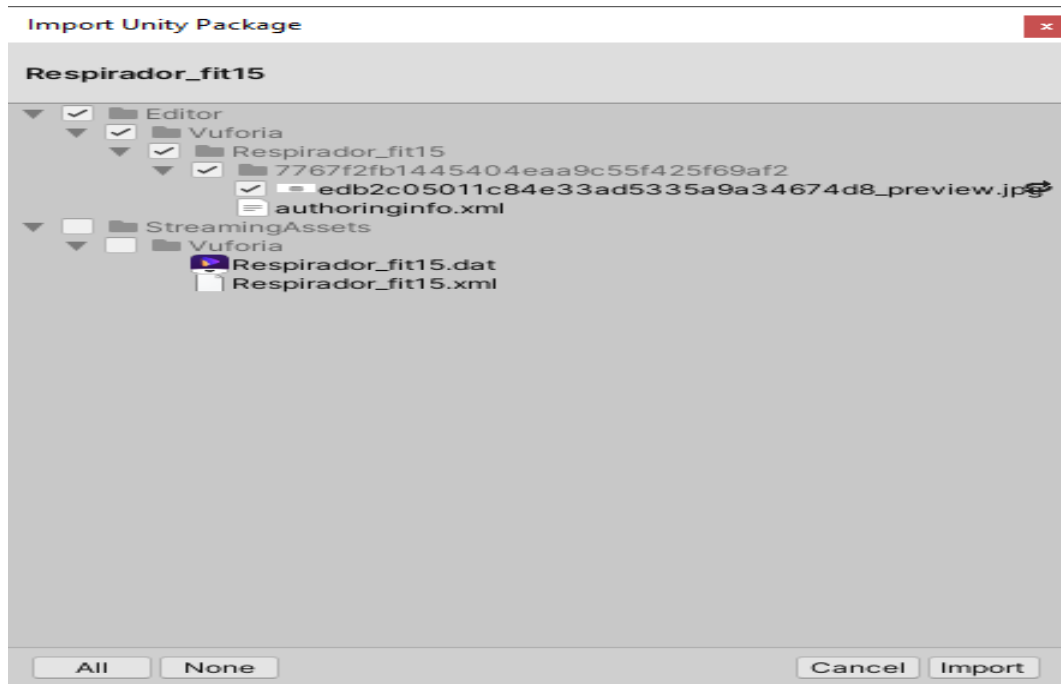 Import Unity Package
Respirador_fit15
Editor
Vuforia
Respirador_fit15
7767f2fb1445404eaa9c55f425f69af2
edb2c05011c84e33ad5335a9a34674d8_preview.jpg
authoringinfo.xml
StreamingAssets
Vuforia
Respirador_fit15.dat
Respirador_fit15.xml
All None Cancel Import